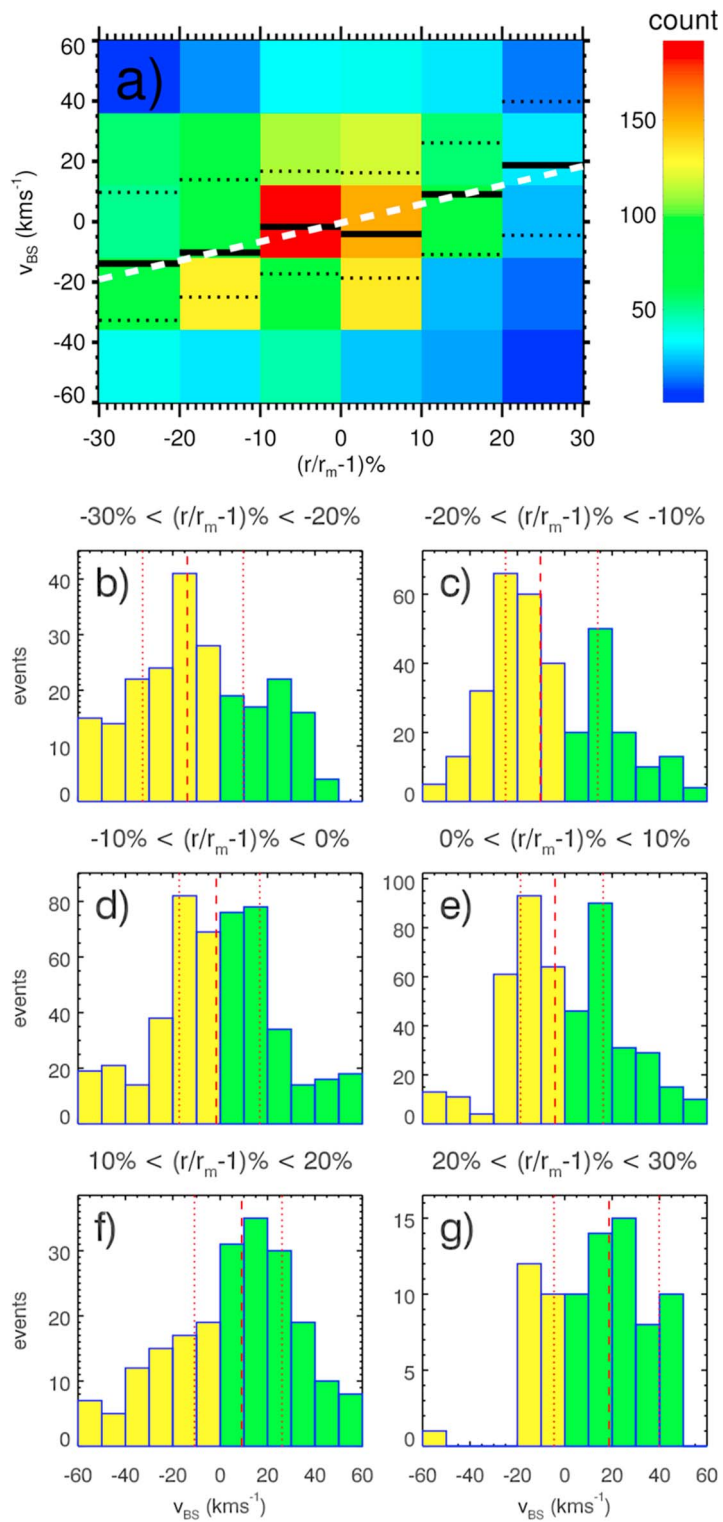 count
a)
60
40
20
0
-20
-40
-60
v_BS (kms^-1)
150
100
50
-30 -20 -10 0 10 20 30
(r/r_m-1)%
-30% < (r/r_m-1)% < -20%
-20% < (r/r_m-1)% < -10%
b)
40
30
20
10
0
events
c)
60
40
20
0
-10% < (r/r_m-1)% < 0%
0% < (r/r_m-1)% < 10%
d)
80
60
40
20
0
events
e)
100
80
60
40
20
0
10% < (r/r_m-1)% < 20%
20% < (r/r_m-1)% < 30%
f)
30
20
10
0
events
g)
15
10
5
0
-60 -40 -20 0 20 40 60
-60 -40 -20 0 20 40 60
v_BS (kms^-1)
v_BS (kms^-1)